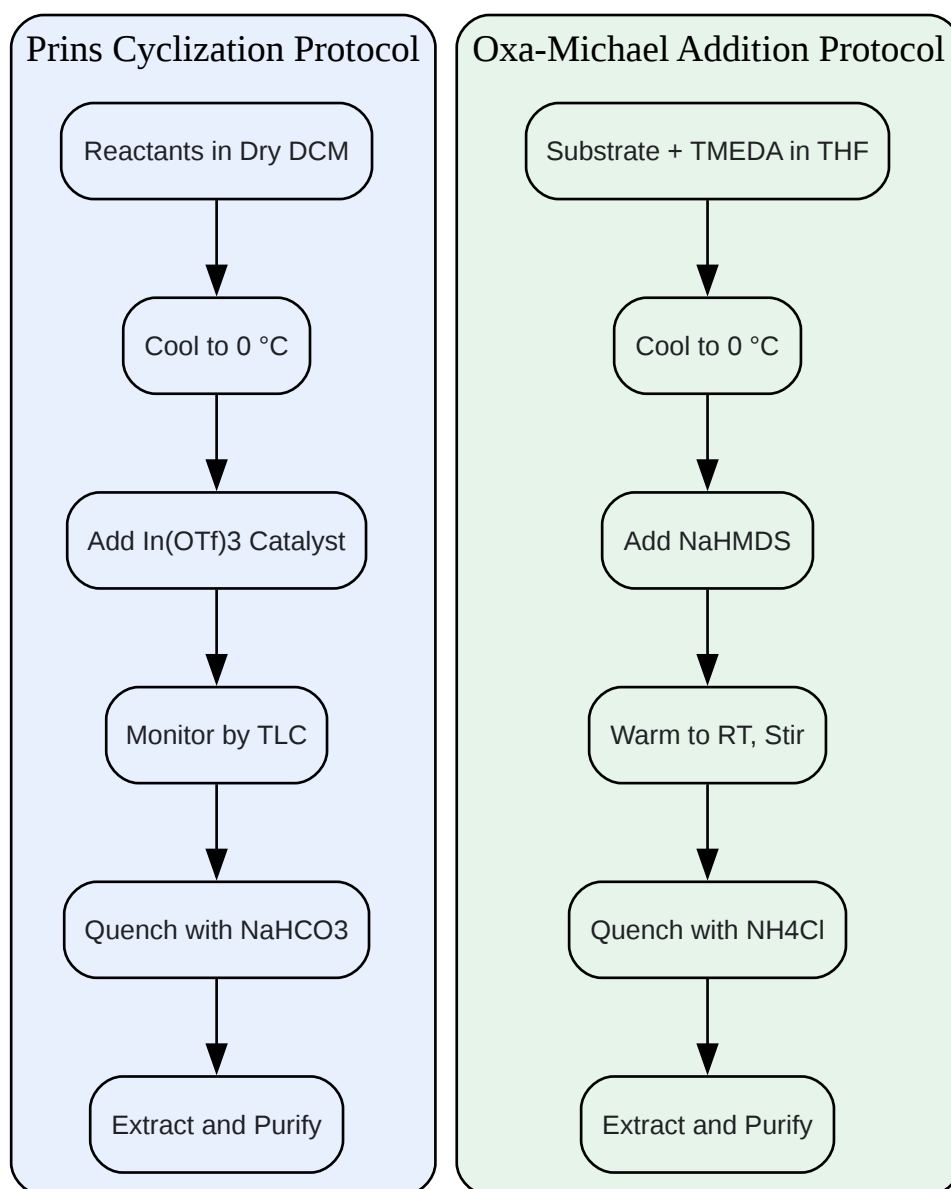 Prins Cyclization Protocol
Reactants in Dry DCM
Cool to 0 °C
Add In(OTf)3 Catalyst
Monitor by TLC
Quench with NaHCO3
Extract and Purify
Oxa-Michael Addition Protocol
Substrate + TMEDA in THF
Cool to 0 °C
Add NaHMDS
Warm to RT, Stir
Quench with NH4Cl
Extract and Purify